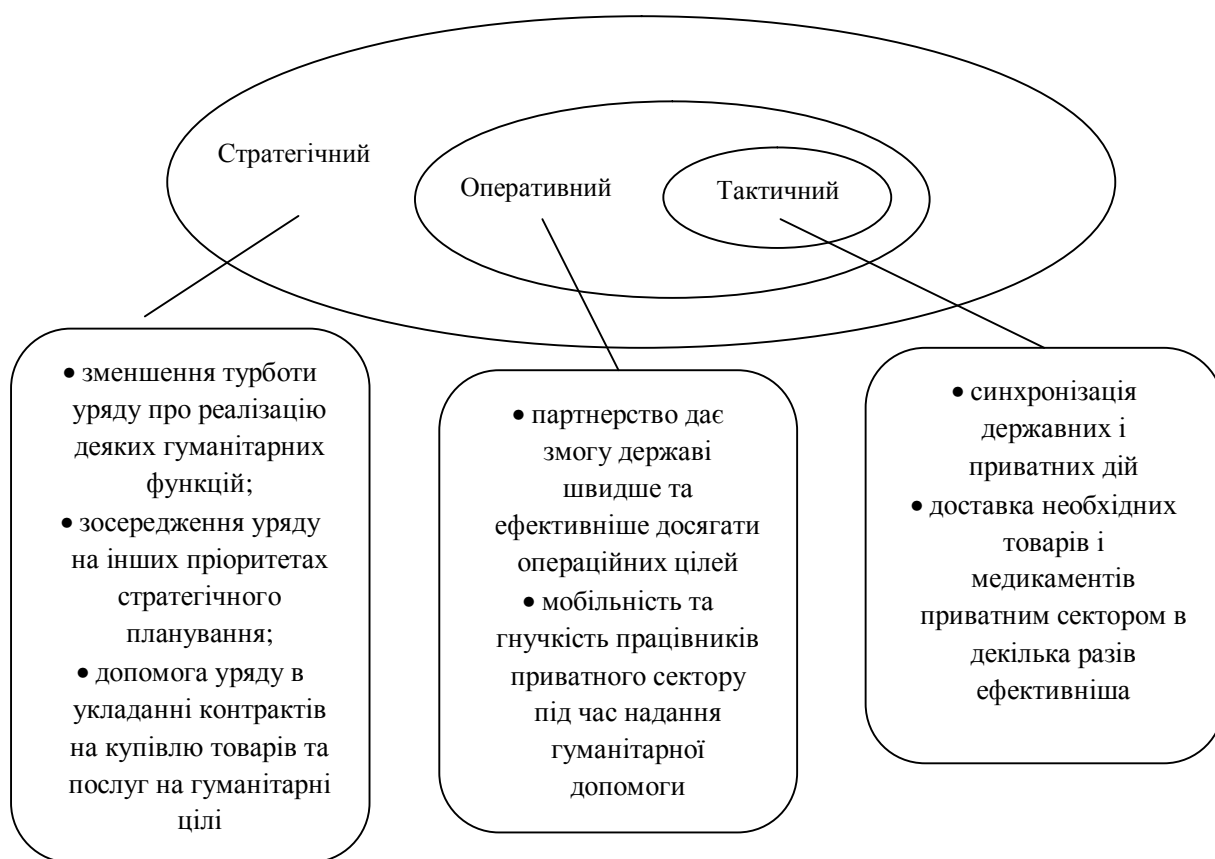 Стратегічний
Оперативний
Тактичний
• зменшення турботи
уряду про реалізацію
деяких гуманітарних
функцій;
• зосередження уряду
на інших пріоритетах
стратегічного
планування;
• допомога уряду в
укладанні контрактів
на купівлю товарів та
послуг на гуманітарні
цілі
• партнерство дає
змогу державі
швидше та
ефективніше досягати
операційних цілей
• мобільність та
гнучкість працівників
приватного сектору
під час надання
гуманітарної
допомоги
• синхронізація
державних і
приватних дій
• доставка необхідних
товарів і
медикаментів
приватним сектором в
декілька разів
ефективніша